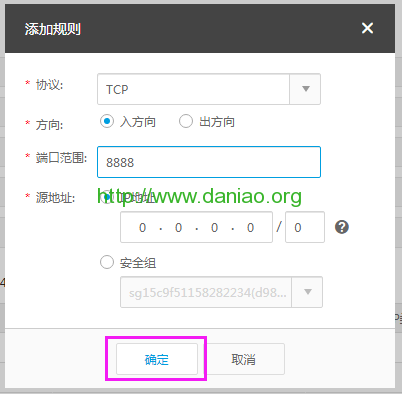 添加规则
* 协议: TCP
* 方向: 入方向 出方向
* 端口范围: 8888
* 源地址: IP地址
http://www.daniao.org
0 . 0 . 0 . 0 / 0
安全组
sg15c9f51158282234(d98...
确定 取消